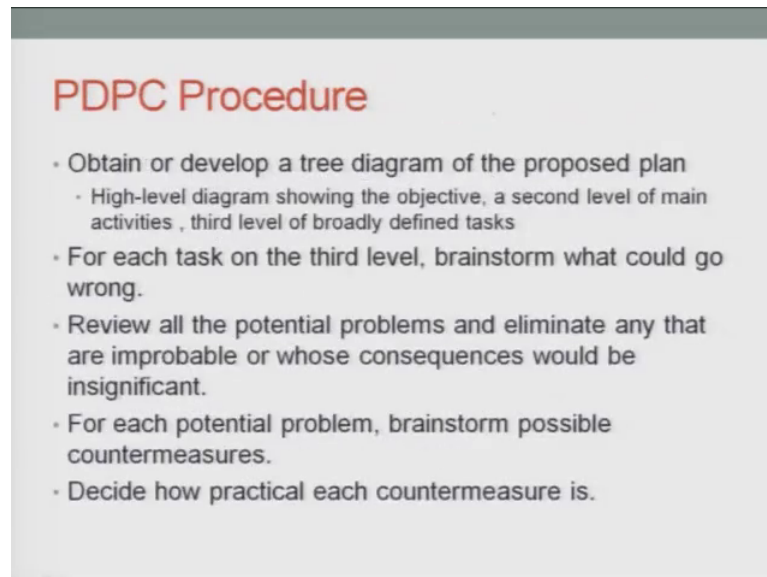 PDPC Procedure
• Obtain or develop a tree diagram of the proposed plan
• High-level diagram showing the objective, a second level of main
activities , third level of broadly defined tasks
• For each task on the third level, brainstorm what could go
wrong.
• Review all the potential problems and eliminate any that
are improbable or whose consequences would be
insignificant.
• For each potential problem, brainstorm possible
countermeasures.
• Decide how practical each countermeasure is.